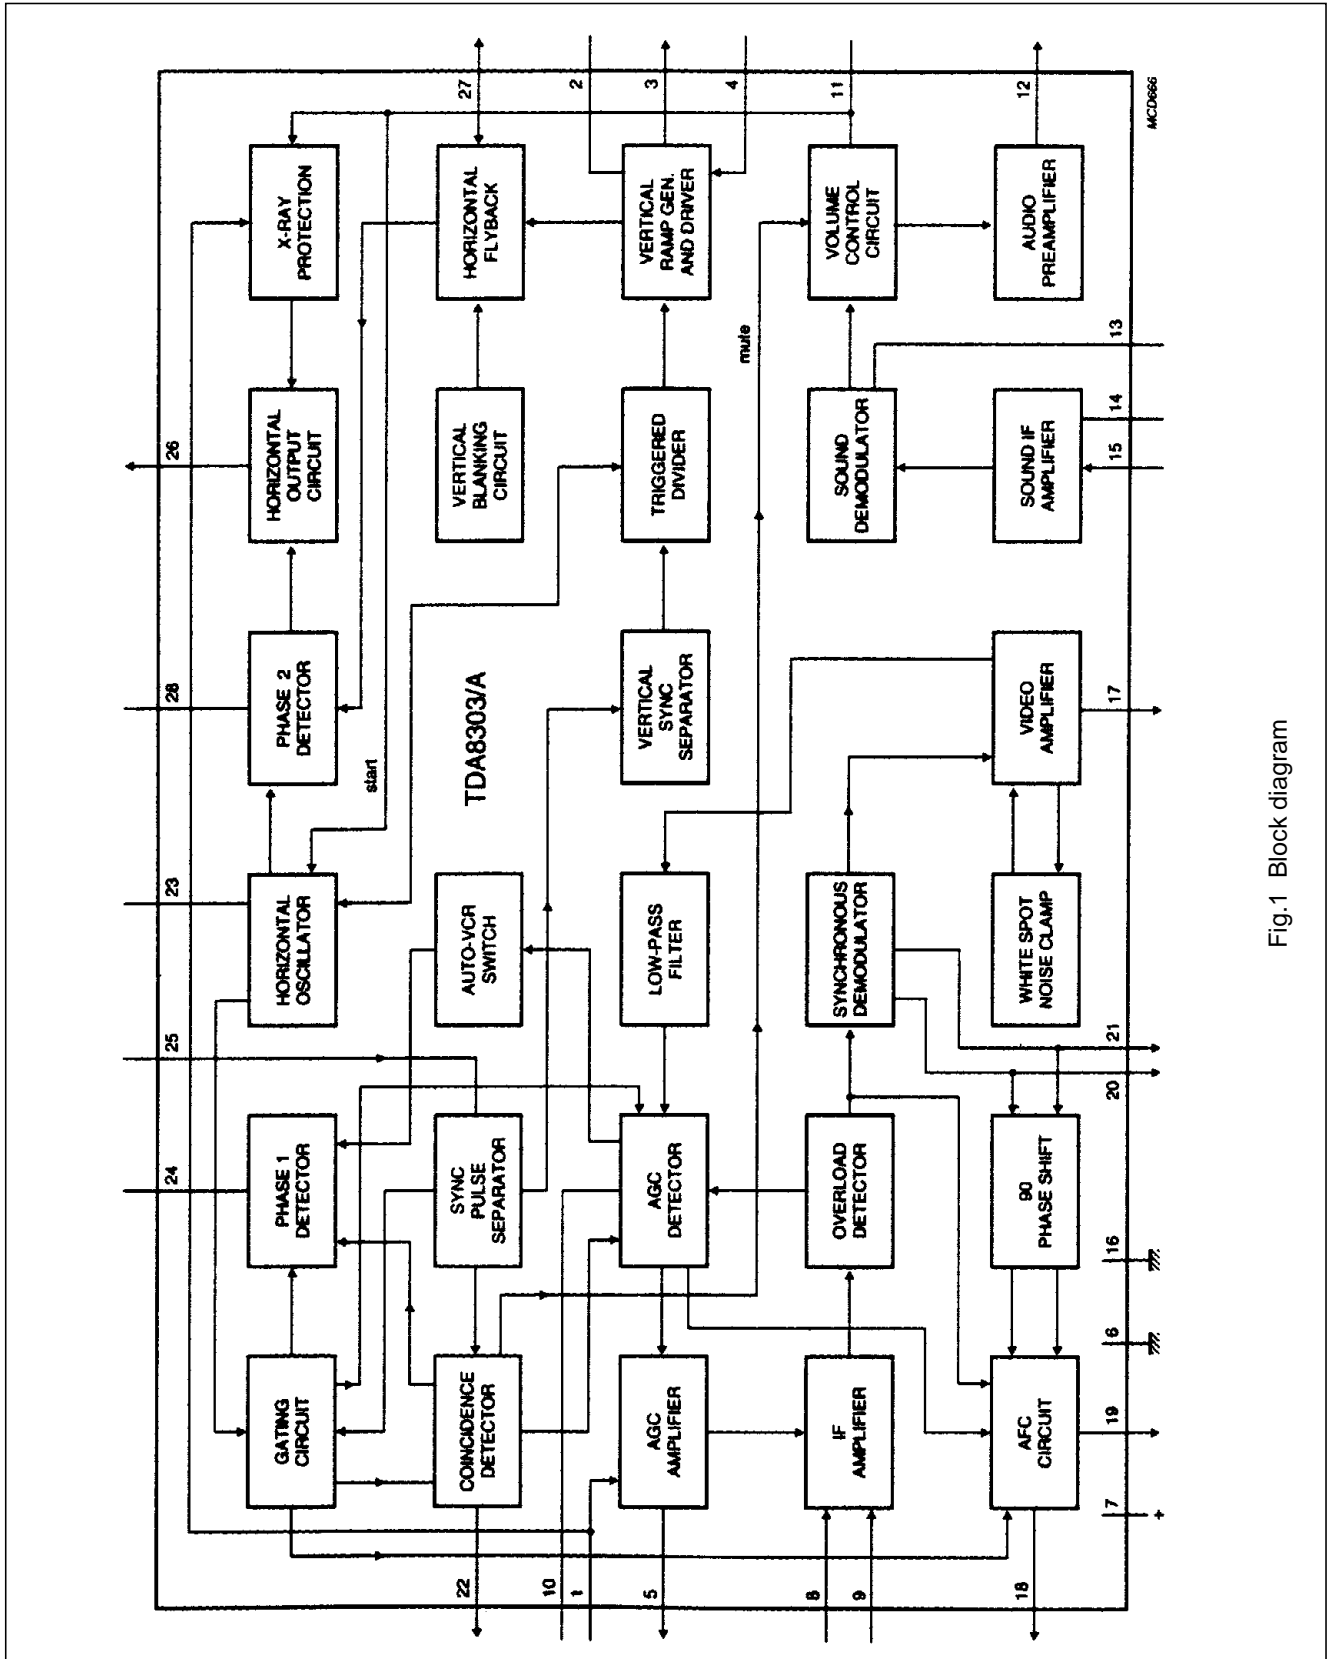 24
25
23
28
26
GATING
CIRCUIT
PHASE 1
DETECTOR
HORIZONTAL
OSCILLATOR
PHASE 2
DETECTOR
HORIZONTAL
OUTPUT
CIRCUIT
X-RAY
PROTECTION
start
22
COINCIDENCE
DETECTOR
SYNC
PULSE
SEPARATOR
AUTO-VCR
SWITCH
TDA8303/A
VERTICAL
BLANKING
CIRCUIT
HORIZONTAL
FLYBACK
27
10
1
2
5
AGC
AMPLIFIER
AGC
DETECTOR
LOW-PASS
FILTER
VERTICAL
SYNC
SEPARATOR
TRIGGERED
DIVIDER
VERTICAL
RAMP GEN.
AND DRIVER
3
4
mute
8
9
IF
AMPLIFIER
OVERLOAD
DETECTOR
SYNCHRONOUS
DEMODULATOR
SOUND
DEMODULATOR
VOLUME
CONTROL
CIRCUIT
11
18
AFC
CIRCUIT
90
PHASE SHIFT
WHITE SPOT
NOISE CLAMP
VIDEO
AMPLIFIER
SOUND IF
AMPLIFIER
AUDIO
PREAMPLIFIER
12
7
19
6
16
20
21
17
15
14
13
+
MCD666
Fig.1 Block diagram